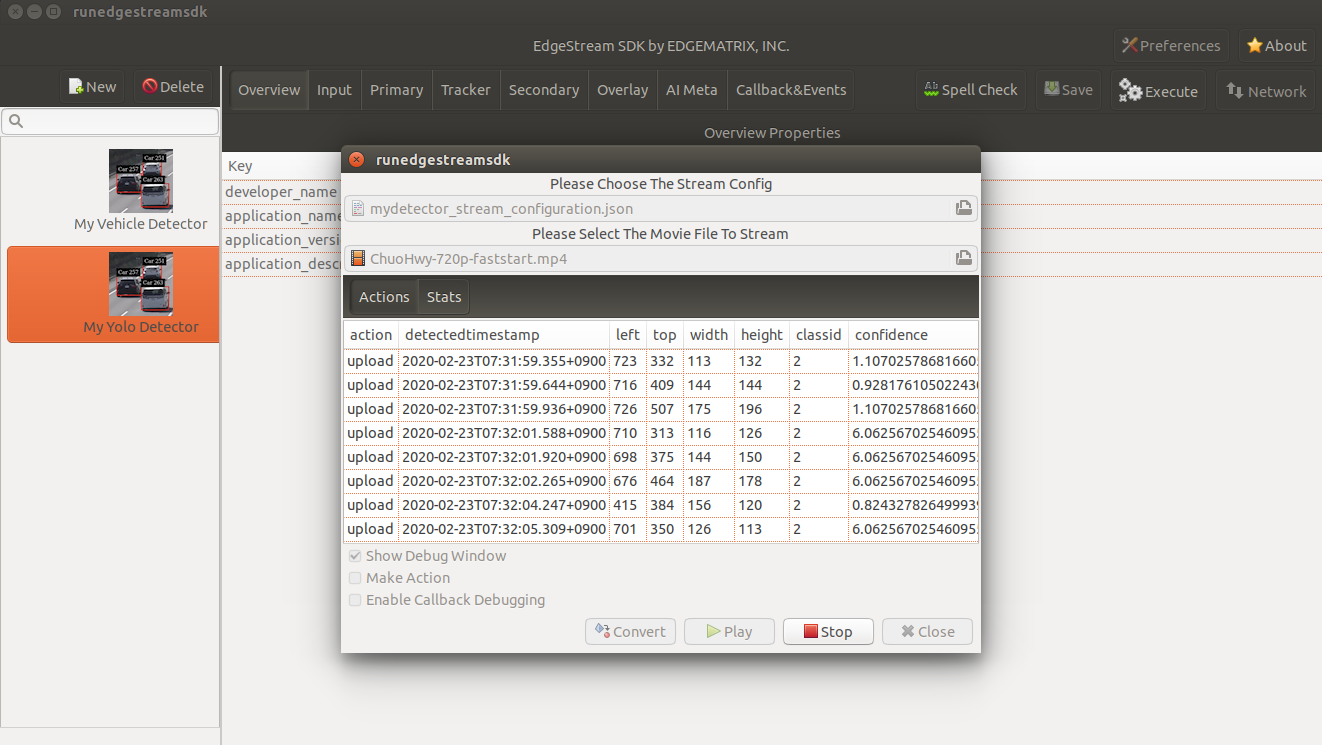 runedgestreamsdk
EdgeStream SDK by EDGEMATRIX, INC.
Preferences
About
New
Delete
Overview
Input
Primary
Tracker
Secondary
Overlay
AI Meta
Callback&Events
Spell Check
Save
Execute
Network
Overview Properties
Key
developer_name
application_name
application_versi
application_descr
Car 251
Car 257
Car 263
My Vehicle Detector
Car 251
Car 257
Car 263
My Yolo Detector
runedgestreamsdk
Please Choose The Stream Config
mydetector_stream_configuration.json
Please Select The Movie File To Stream
ChuoHwy-720p-faststart.mp4
Actions
Stats
action detectedtimestamp left top width height classid confidence
upload 2020-02-23T07:31:59.355+0900 723 332 113 132 2 1.10702578681660
upload 2020-02-23T07:31:59.644+0900 716 409 144 144 2 0.92817610502243
upload 2020-02-23T07:31:59.936+0900 726 507 175 196 2 1.10702578681660
upload 2020-02-23T07:32:01.588+0900 710 313 116 126 2 6.06256702546095
upload 2020-02-23T07:32:01.920+0900 698 375 144 150 2 6.06256702546095
upload 2020-02-23T07:32:02.265+0900 676 464 187 178 2 6.06256702546095
upload 2020-02-23T07:32:04.247+0900 415 384 156 120 2 0.82432782649993
upload 2020-02-23T07:32:05.309+0900 701 350 126 113 2 6.06256702546095
Show Debug Window
Make Action
Enable Callback Debugging
Convert
Play
Stop
Close